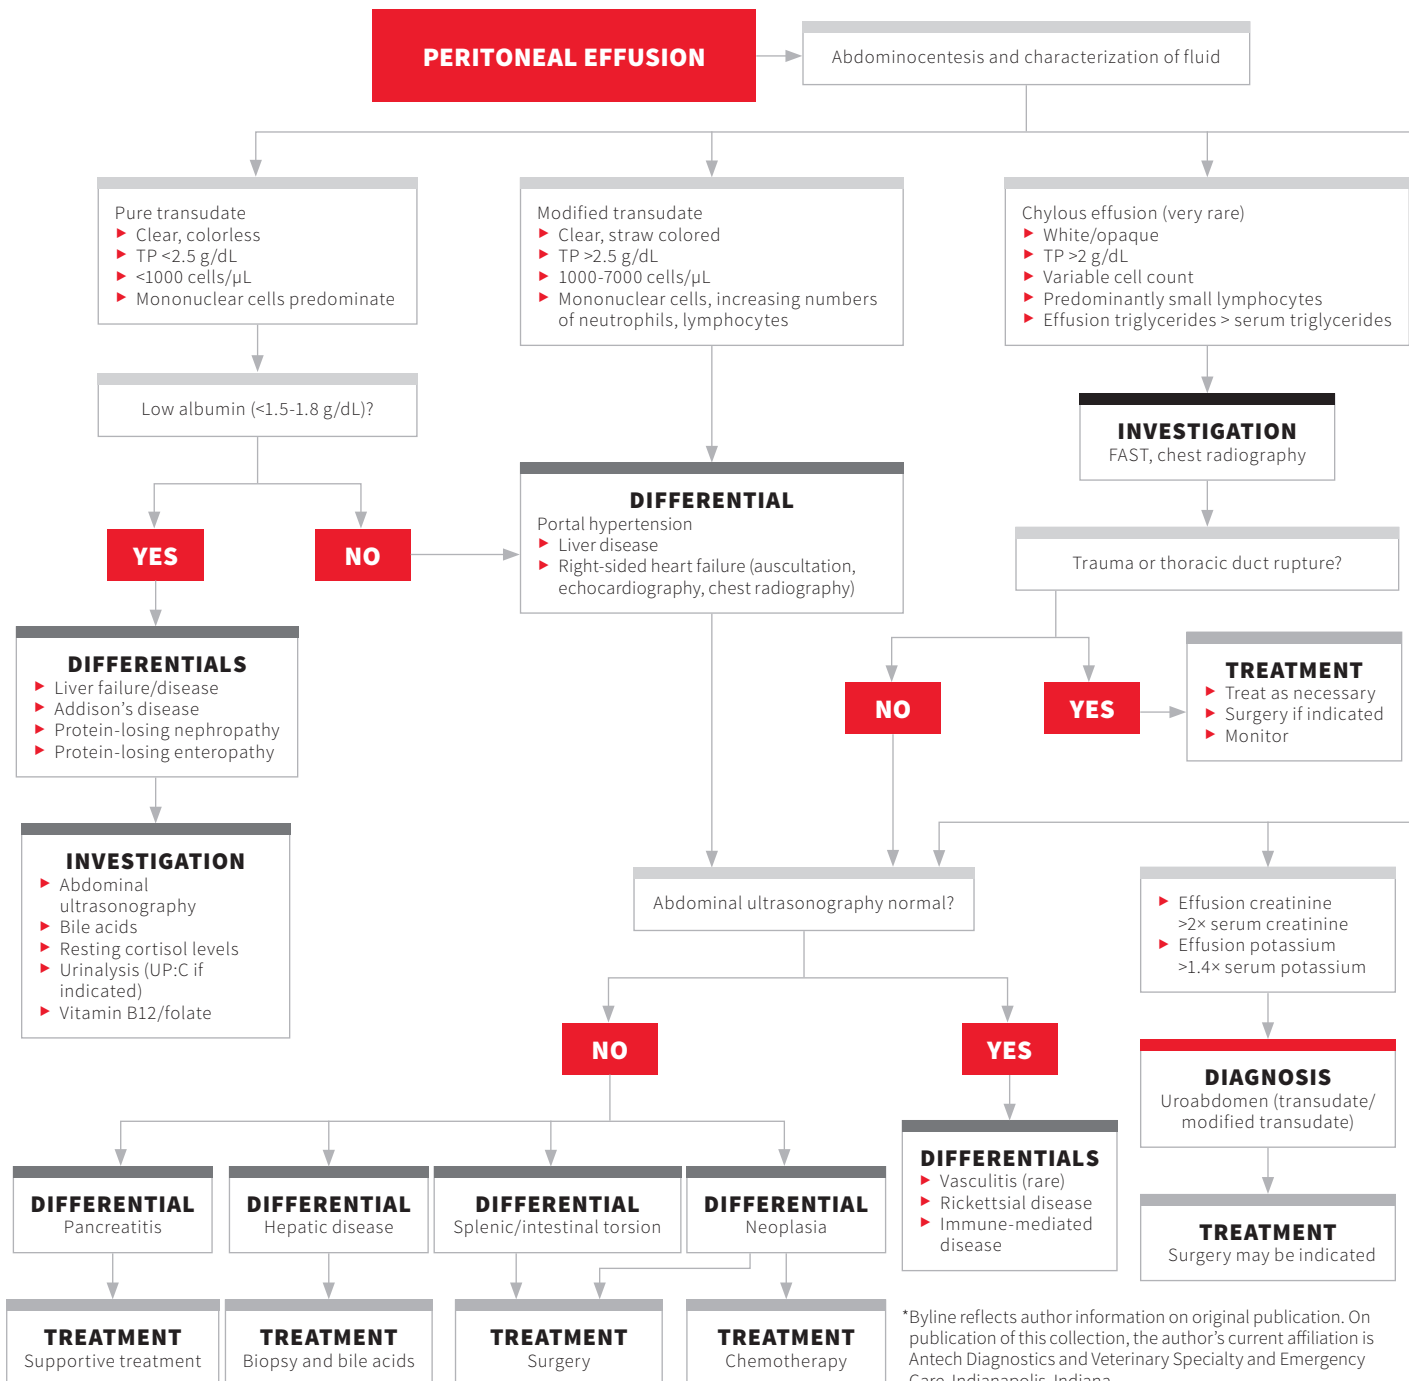 PERITONEAL EFFUSION
Abdominocentesis and characterization of fluid
Pure transudate
Clear, colorless
TP <2.5 g/dL
<1000 cells/µL
Mononuclear cells predominate
Modified transudate
Clear, straw colored
TP >2.5 g/dL
1000-7000 cells/µL
Mononuclear cells, increasing numbers
of neutrophils, lymphocytes
Chylous effusion (very rare)
White/opaque
TP >2 g/dL
Variable cell count
Predominantly small lymphocytes
Effusion triglycerides > serum triglycerides
Low albumin (<1.5-1.8 g/dL)?
INVESTIGATION
FAST, chest radiography
DIFFERENTIAL
Portal hypertension
Liver disease
Right-sided heart failure (auscultation,
echocardiography, chest radiography)
YES
NO
Trauma or thoracic duct rupture?
DIFFERENTIALS
Liver failure/disease
Addison's disease
Protein-losing nephropathy
Protein-losing enteropathy
NO
YES
TREATMENT
Treat as necessary
Surgery if indicated
Monitor
INVESTIGATION
Abdominal
ultrasonography
Bile acids
Resting cortisol levels
Urinalysis (UP:C if
indicated)
Vitamin B12/folate
Abdominal ultrasonography normal?
Effusion creatinine
>2× serum creatinine
Effusion potassium
>1.4× serum potassium
NO
YES
DIAGNOSIS
Uroabdomen (transudate/
modified transudate)
DIFFERENTIAL
Pancreatitis
DIFFERENTIAL
Hepatic disease
DIFFERENTIAL
Splenic/intestinal torsion
DIFFERENTIAL
Neoplasia
DIFFERENTIALS
Vasculitis (rare)
Rickettsial disease
Immune-mediated
disease
TREATMENT
Surgery may be indicated
TREATMENT
Supportive treatment
TREATMENT
Biopsy and bile acids
TREATMENT
Surgery
TREATMENT
Chemotherapy
*Byline reflects author information on original publication. On
publication of this collection, the author's current affiliation is
Antech Diagnostics and Veterinary Specialty and Emergency
Care, Indianapolis, Indiana